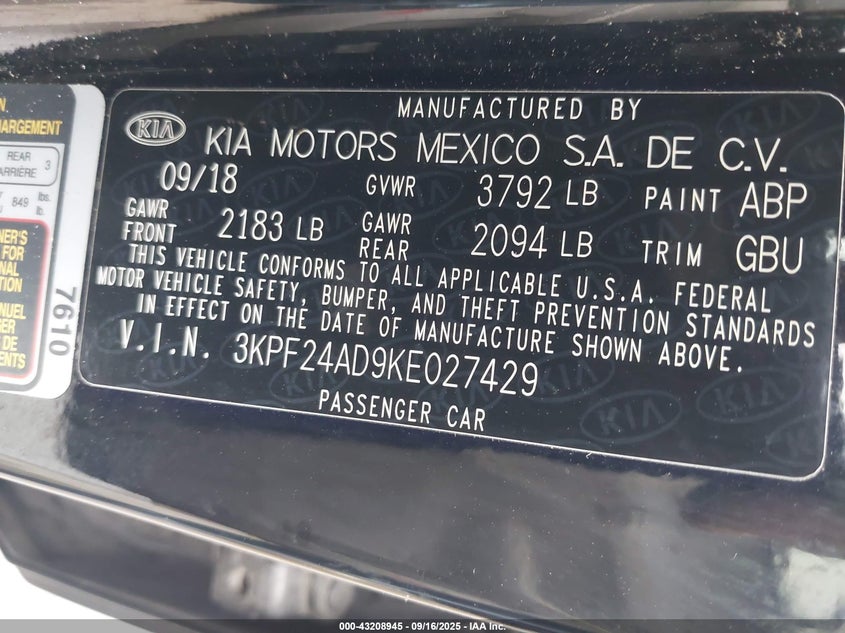 MANUFACTURED BY
KIA KIA MOTORS MEXICO S.A. DE C.V.
09/18 GVWR 3792 LB PAINT ABP
GAWR FRONT 2183 LB GAWR REAR 2094 LB TRIM GBU
THIS VEHICLE CONFORMS TO ALL APPLICABLE U.S.A. FEDERAL
MOTOR VEHICLE SAFETY, BUMPER, AND THEFT PREVENTION STANDARDS
IN EFFECT ON THE DATE OF MANUFACTURE SHOWN ABOVE.
V.I.N. 3KPF24AD9KE027429
PASSENGER CAR
REAR 3
849 lb.
7610
000-43208945 - 09/16/2025 - IAA Inc.